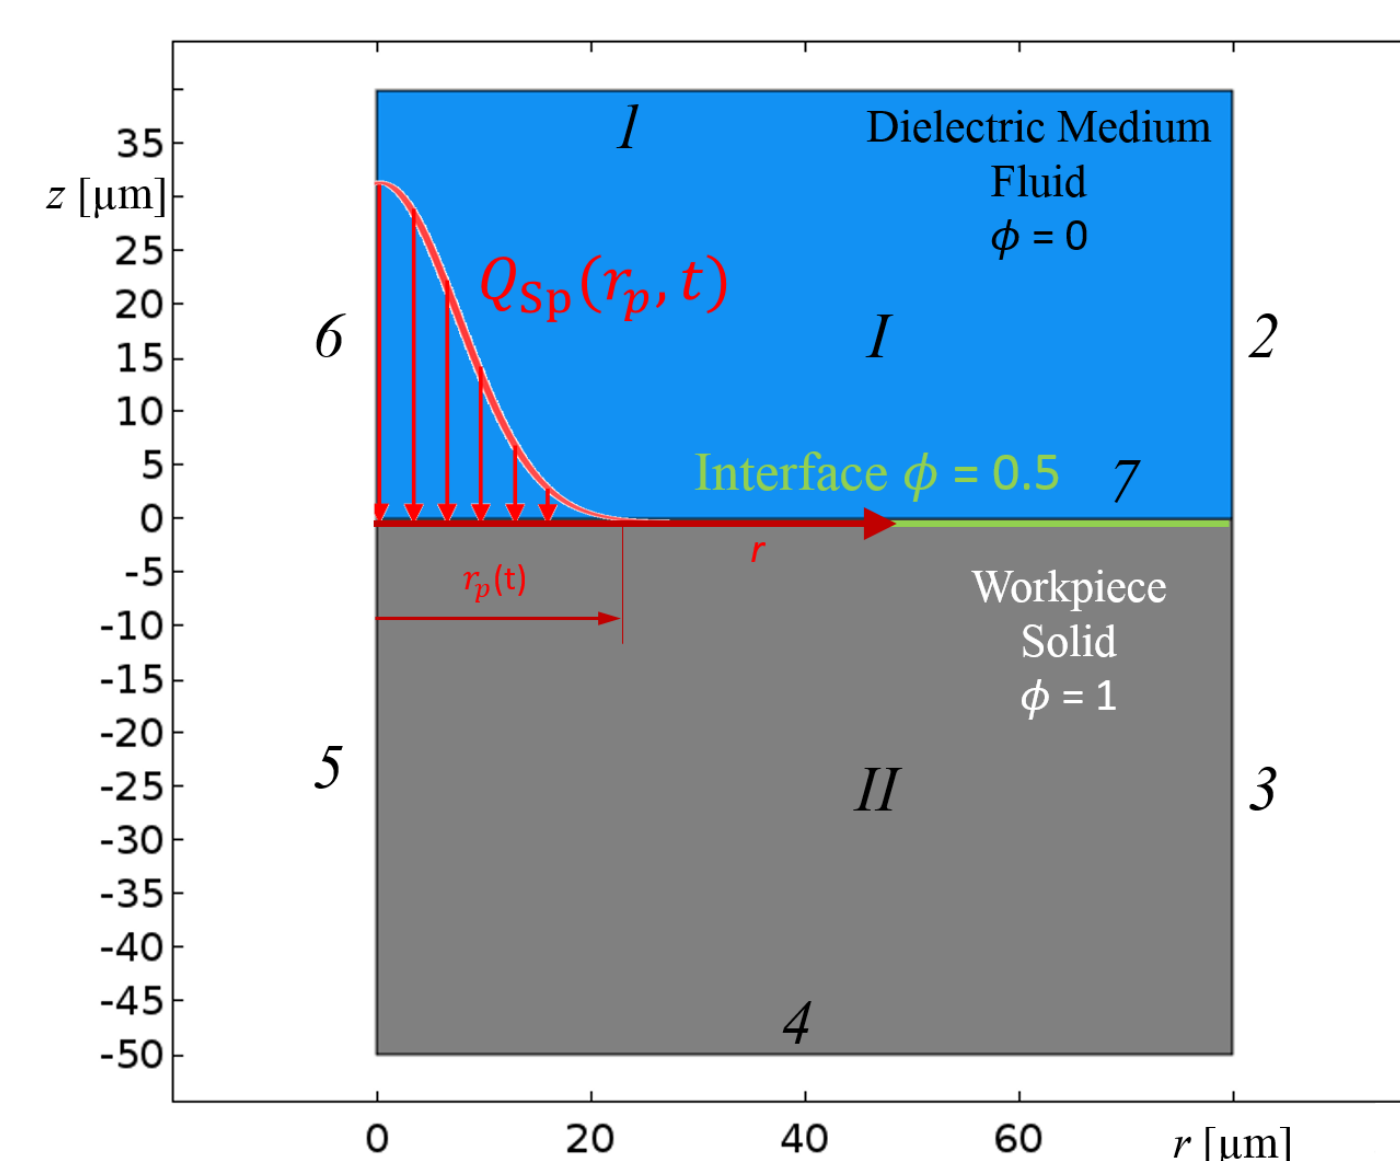 1
Dielectric Medium
Fluid
ϕ = 0
35
z [μm]
25
20
15
10
5
0
-5
-10
-15
-20
-25
-30
-35
-40
-45
-50
Q_Sp(r_p, t)
6
I
2
Interface ϕ = 0.5
7
r
r_p(t)
Workpiece
Solid
ϕ = 1
5
II
3
4
0 20 40 60 r [μm]